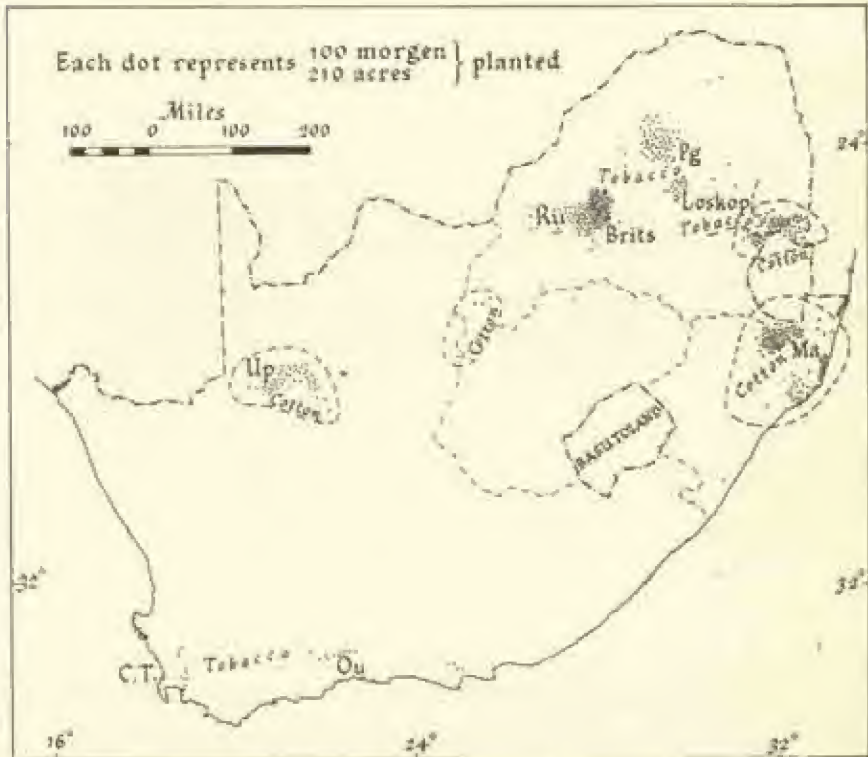 Each dot represents 100 morgen
210 acres } planted
Miles
100 0 100 200
24°
Pg
Tobacco
Loskop
Ru
Brits
Tobacco
Cotton
Cotton
Up
Cotton
Ma
Cotton
BASUTOLAND
32°
32°
C.T.
Tobacco
Ou
16°
24°
32°